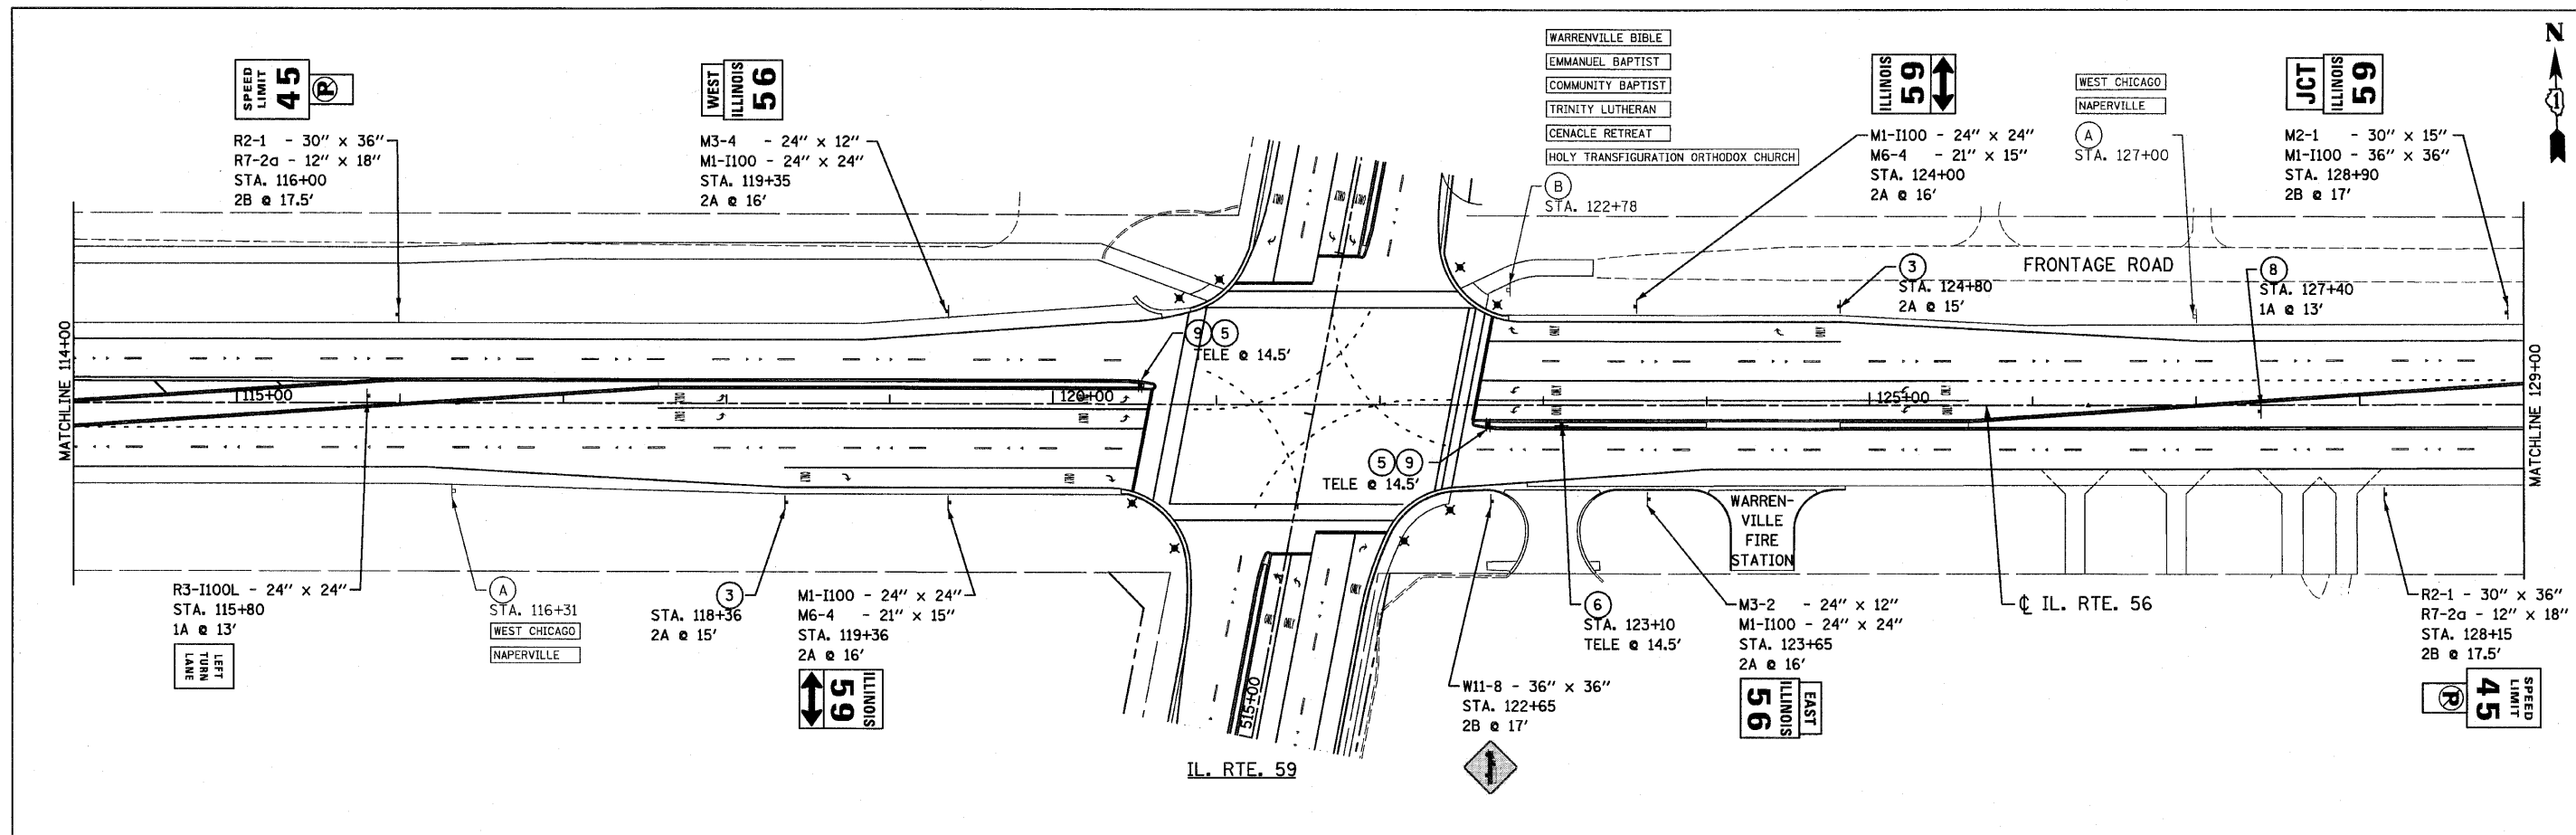 SPEED
LIMIT
45
P
R2-1 - 30" x 36"
R7-2a - 12" x 18"
STA. 116+00
2B @ 17.5'
WEST
ILLINOIS
56
M3-4 - 24" x 12"
M1-I100 - 24" x 24"
STA. 119+35
2A @ 16'
WARRENVILLE BIBLE
EMMANUEL BAPTIST
COMMUNITY BAPTIST
TRINITY LUTHERAN
CENACLE RETREAT
HOLY TRANSFIGURATION ORTHODOX CHURCH
B
STA. 122+78
ILLINOIS
59
M1-I100 - 24" x 24"
M6-4 - 21" x 15"
STA. 124+00
2A @ 16'
WEST CHICAGO
NAPERVILLE
A
STA. 127+00
JCT
ILLINOIS
59
M2-1 - 30" x 15"
M1-I100 - 36" x 36"
STA. 128+90
2B @ 17'
N
1
3
STA. 124+80
2A @ 15'
FRONTAGE ROAD
8
STA. 127+40
1A @ 13'
MATCHLINE 114+00
9 5
TELE @ 14.5'
115+00
120+00
125+00
ONLY
ONLY
ONLY
ONLY
ONLY
ONLY
MATCHLINE 129+00
5 9
TELE @ 14.5'
WARREN-
VILLE
FIRE
STATION
R3-I100L - 24" x 24"
STA. 115+80
1A @ 13'
LEFT
TURN
LANE
A
STA. 116+31
WEST CHICAGO
NAPERVILLE
3
STA. 118+36
2A @ 15'
M1-I100 - 24" x 24"
M6-4 - 21" x 15"
STA. 119+36
2A @ 16'
ILLINOIS
59
515+00
IL. RTE. 59
6
STA. 123+10
TELE @ 14.5'
W11-8 - 36" x 36"
STA. 122+65
2B @ 17'
M3-2 - 24" x 12"
M1-I100 - 24" x 24"
STA. 123+65
2A @ 16'
EAST
ILLINOIS
56
℄ IL. RTE. 56
R2-1 - 30" x 36"
R7-2a - 12" x 18"
STA. 128+15
2B @ 17.5'
SPEED
LIMIT
45
P